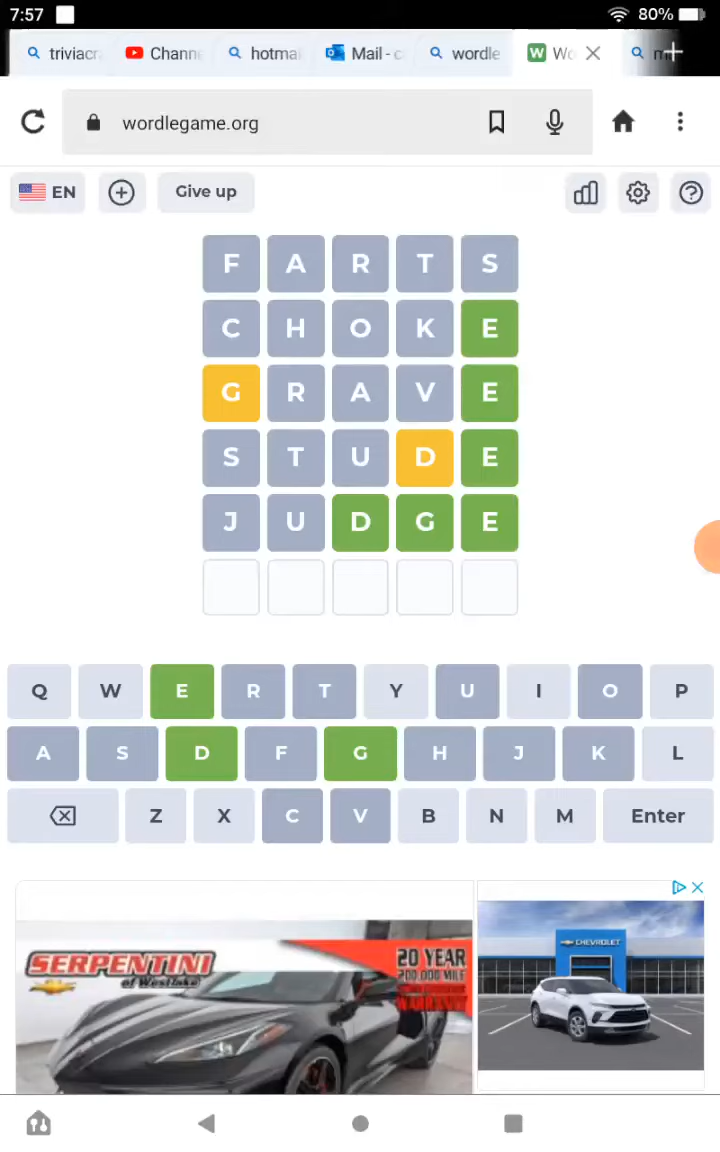 7:57
80%
triviacra
Channe
hotmai
Mail - c
wordle
Wo
m
wordlegame.org
EN
Give up
F A R T S
C H O K E
G R A V E
S T U D E
J U D G E
Q W E R T Y U I O P
A S D F G H J K L
Z X C V B N M Enter
SERPENTINI
of Westlake
20 YEAR
200,000 MILE
WARRANTY
CHEVROLET